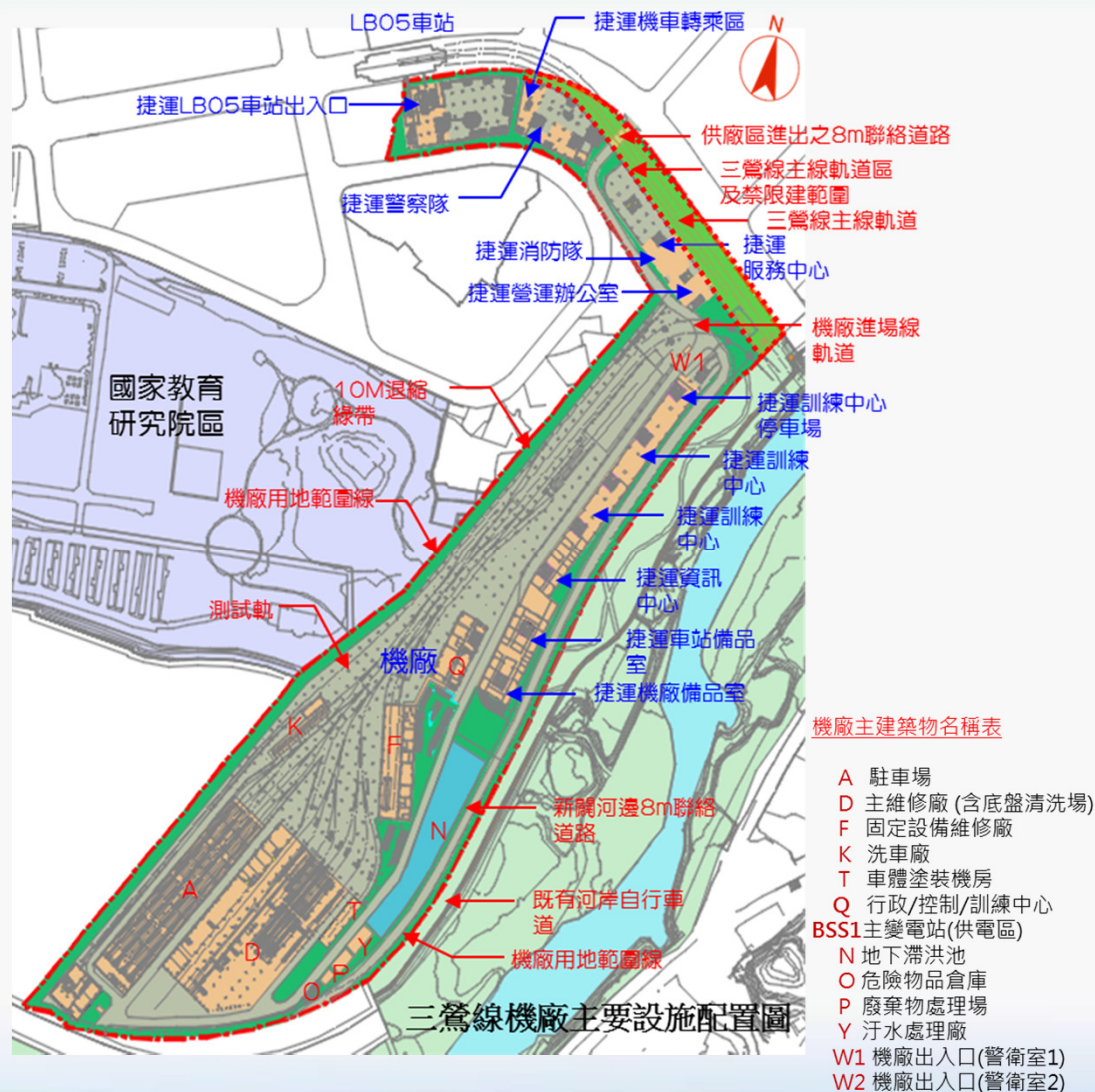 LB05車站
捷運機車轉乘區
N
捷運LB05車站出入口
供廠區進出之8m聯絡道路
三鶯線主線軌道區
及禁限建範圍
捷運警察隊
三鶯線主線軌道
捷運消防隊
捷運
服務中心
捷運營運辦公室
機廠進場線
軌道
W1
國家教育
研究院區
10M退縮
綠帶
捷運訓練中心
停車場
捷運訓練
中心
機廠用地範圍線
捷運訓練
中心
捷運資訊
中心
測試軌
捷運車站備品
室
機廠
Q
捷運機廠備品室
K
F
新闢河邊8m聯絡
道路
N
A
既有河岸自行車
道
T
D
Y
機廠用地範圍線
P
O
三鶯線機廠主要設施配置圖
機廠主建築物名稱表
A 駐車場
D 主維修廠 (含底盤清洗場)
F 固定設備維修廠
K 洗車廠
T 車體塗裝機房
Q 行政/控制/訓練中心
BSS1主變電站(供電區)
N 地下滯洪池
O 危險物品倉庫
P 廢棄物處理場
Y 汙水處理廠
W1 機廠出入口(警衛室1)
W2 機廠出入口(警衛室2)